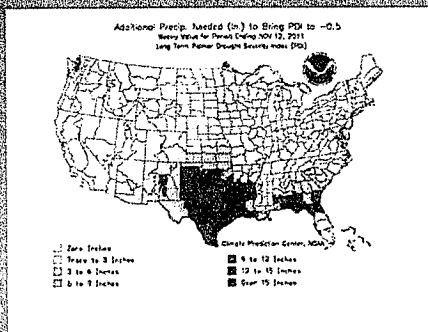 Additional Precip. Needed (In.) to Bring PDI to -0.5
Weekly Value for Period Ending NOV 12, 2011
Long Term Palmer Drought Severity Index (PDI)
Climate Prediction Center, NOAA
Zero Inches
Trace to 3 Inches
3 to 6 Inches
6 to 9 Inches
9 to 12 Inches
12 to 15 Inches
Over 15 Inches